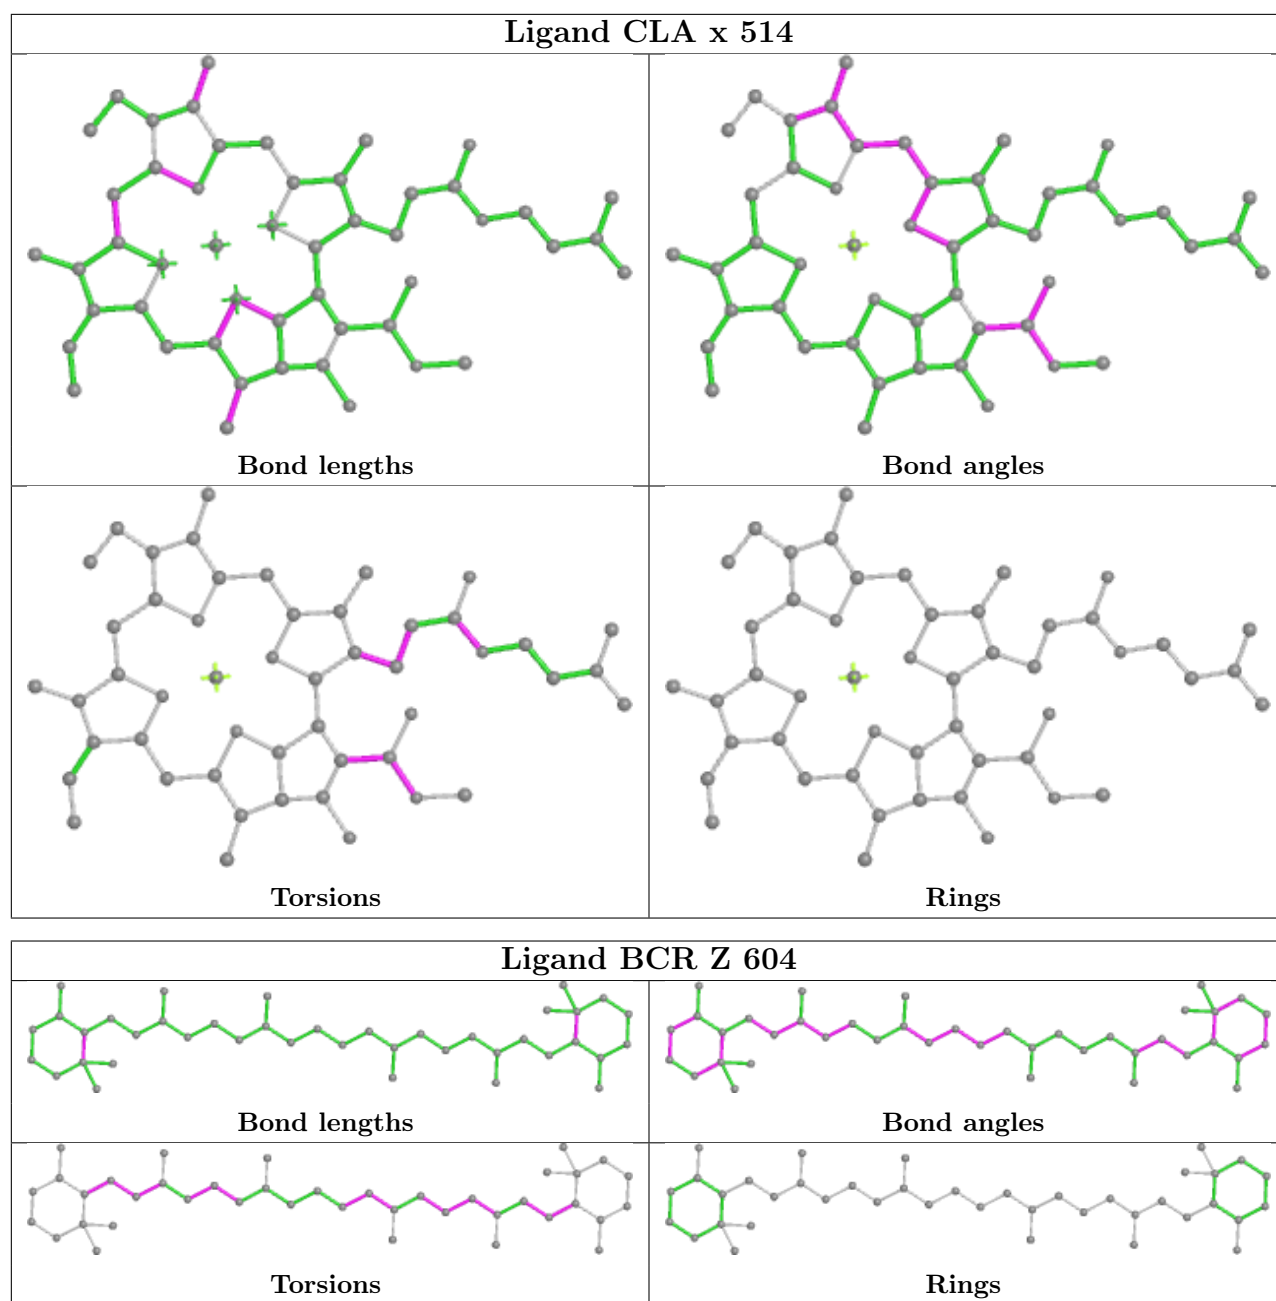 Ligand CLA x 514
Bond lengths
Bond angles
Torsions
Rings
Ligand BCR Z 604
Bond lengths
Bond angles
Torsions
Rings